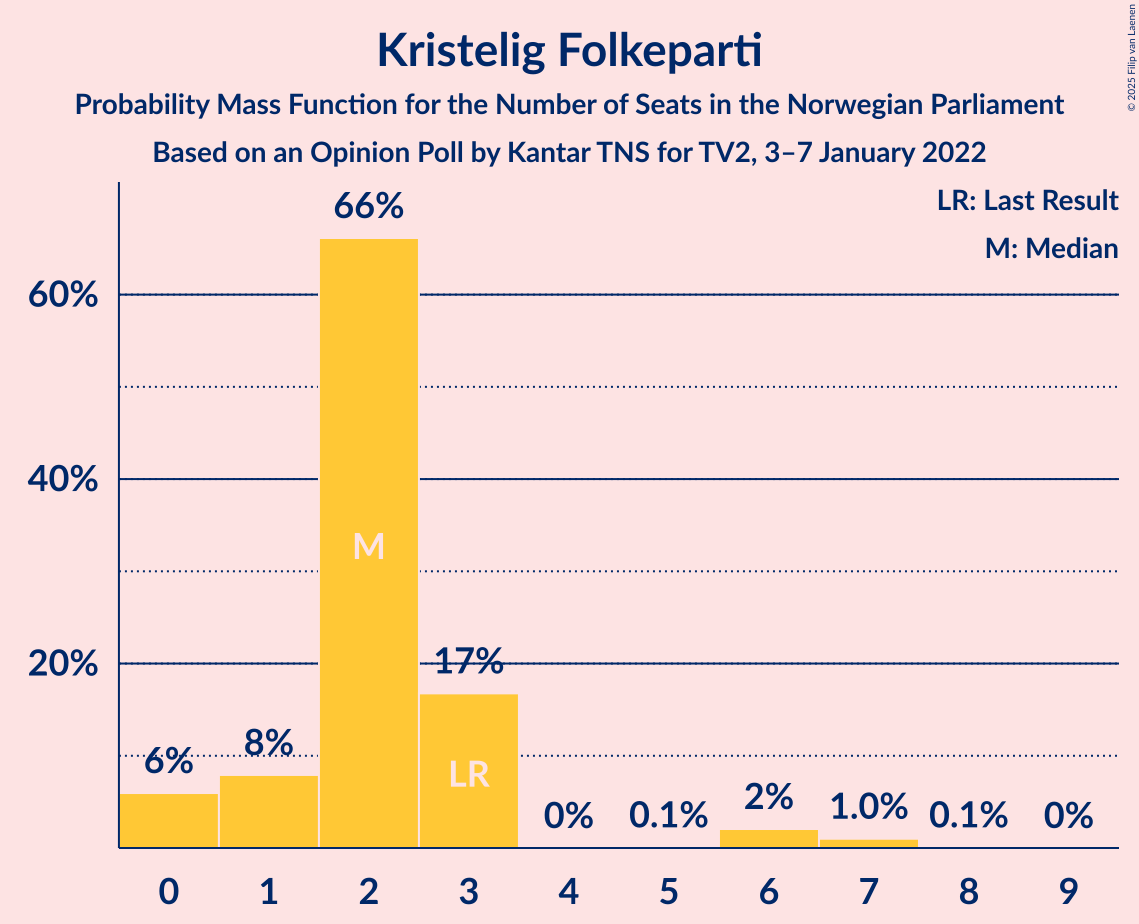 Kristelig Folkeparti
Probability Mass Function for the Number of Seats in the Norwegian Parliament
Based on an Opinion Poll by Kantar TNS for TV2, 3–7 January 2022
© 2025 Filip van Laenen
LR: Last Result
M: Median
66%
60%
40%
M
20%
17%
8%
6%
LR
2%
1.0%
0%
0.1%
0.1%
0%
0 1 2 3 4 5 6 7 8 9